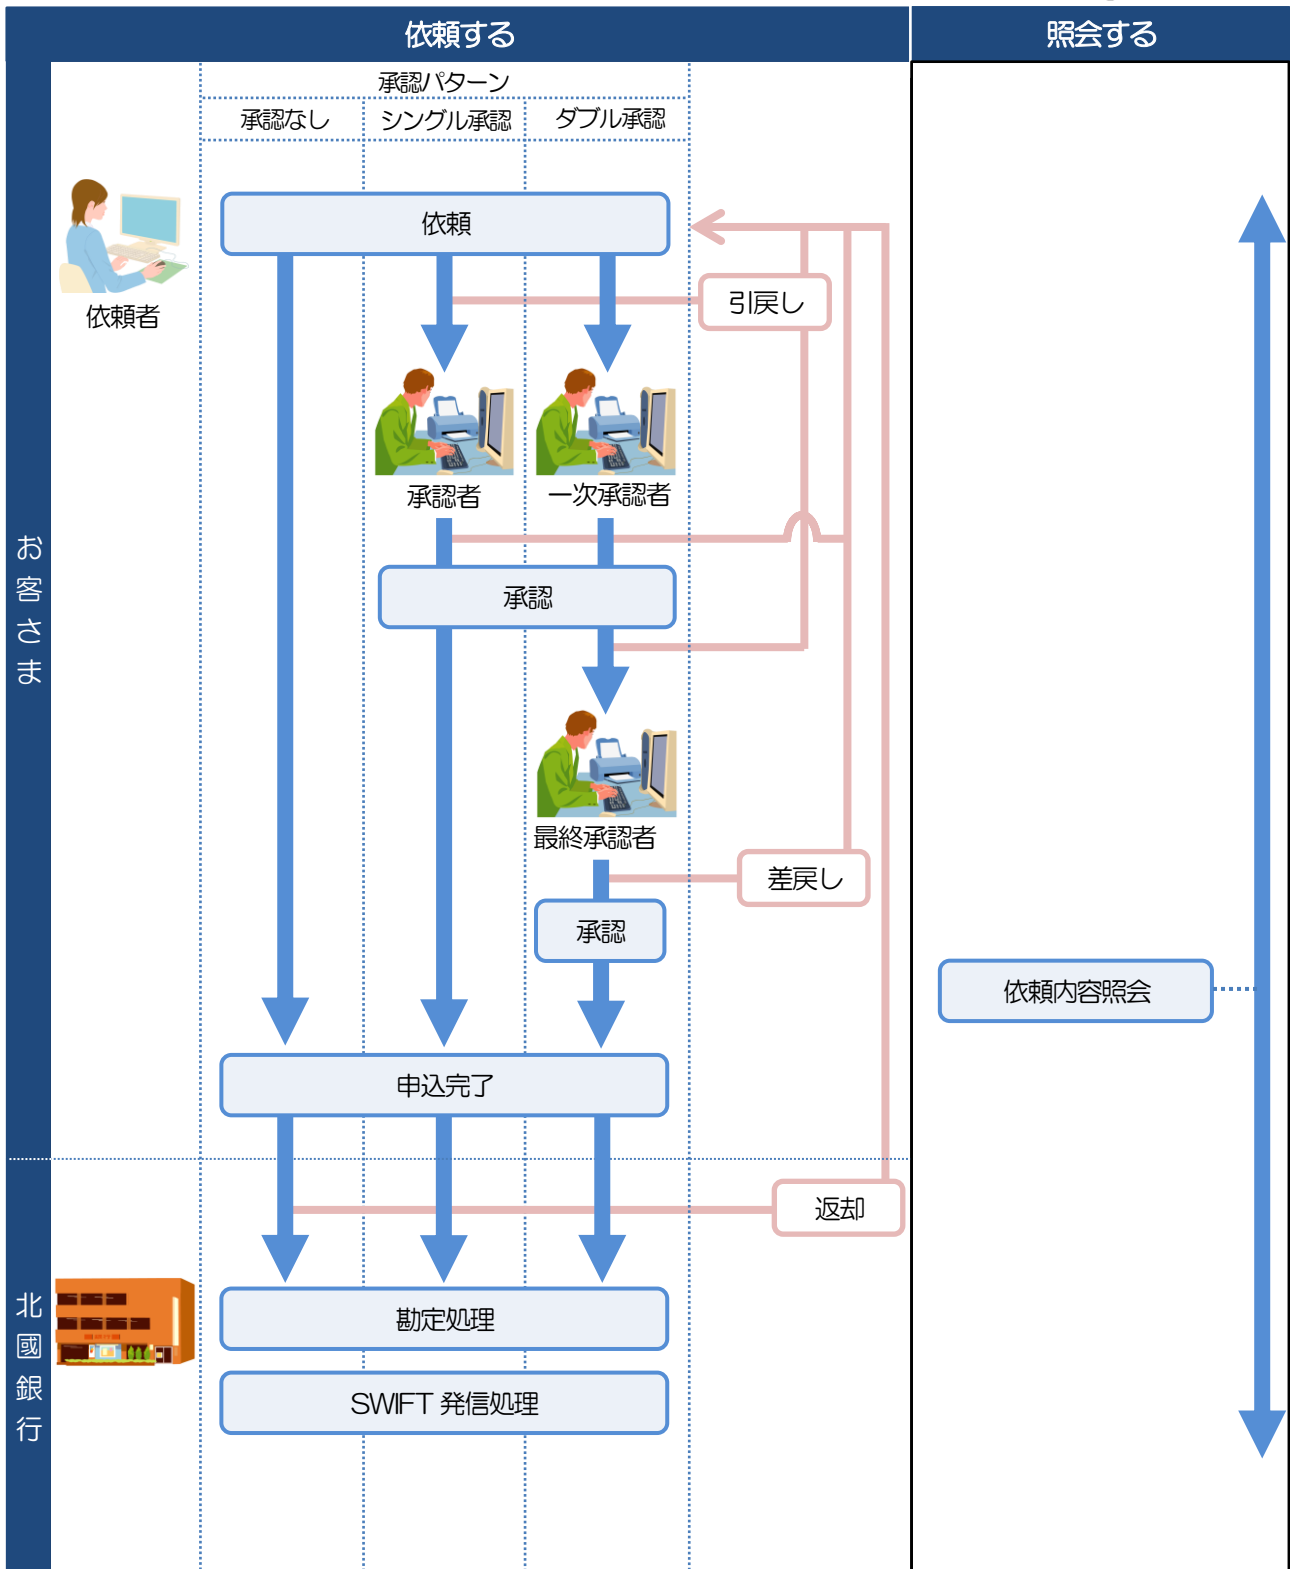 依頼する
照会する
承認パターン
承認なし
シングル承認
ダブル承認
依頼
依頼者
引戻し
承認者
一次承認者
お客さま
承認
最終承認者
差戻し
承認
依頼内容照会
申込完了
返却
北國銀行
勘定処理
SWIFT 発信処理